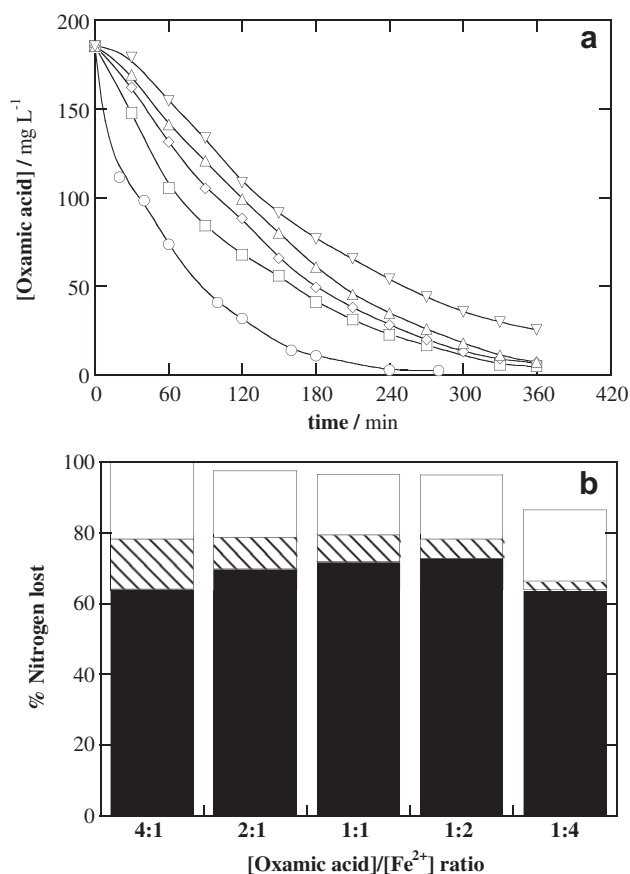 a
200
150
100
50
0
[Oxamic acid] / mg L⁻¹
0 60 120 180 240 300 360 420
time / min
b
100
80
60
40
20
0
% Nitrogen lost
4:1 2:1 1:1 1:2 1:4
[Oxamic acid]/[Fe²⁺] ratio